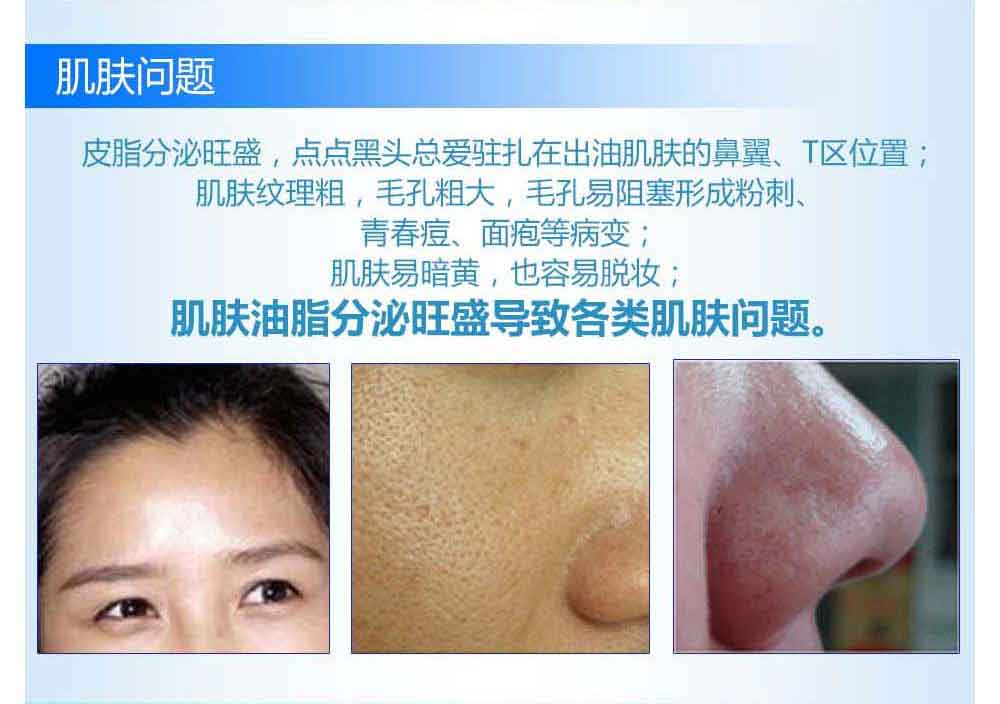 肌肤问题
皮脂分泌旺盛，点点黑头总爱驻扎在出油肌肤的鼻翼、T区位置；
肌肤纹理粗，毛孔粗大，毛孔易阻塞形成粉刺、
青春痘、面疱等病变；
肌肤易暗黄，也容易脱妆；
肌肤油脂分泌旺盛导致各类肌肤问题。